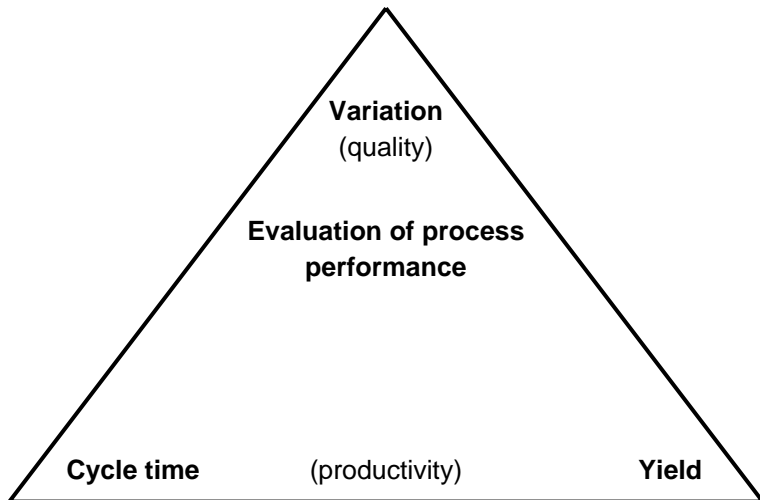 Variation
(quality)
Evaluation of process
performance
Cycle time (productivity) Yield